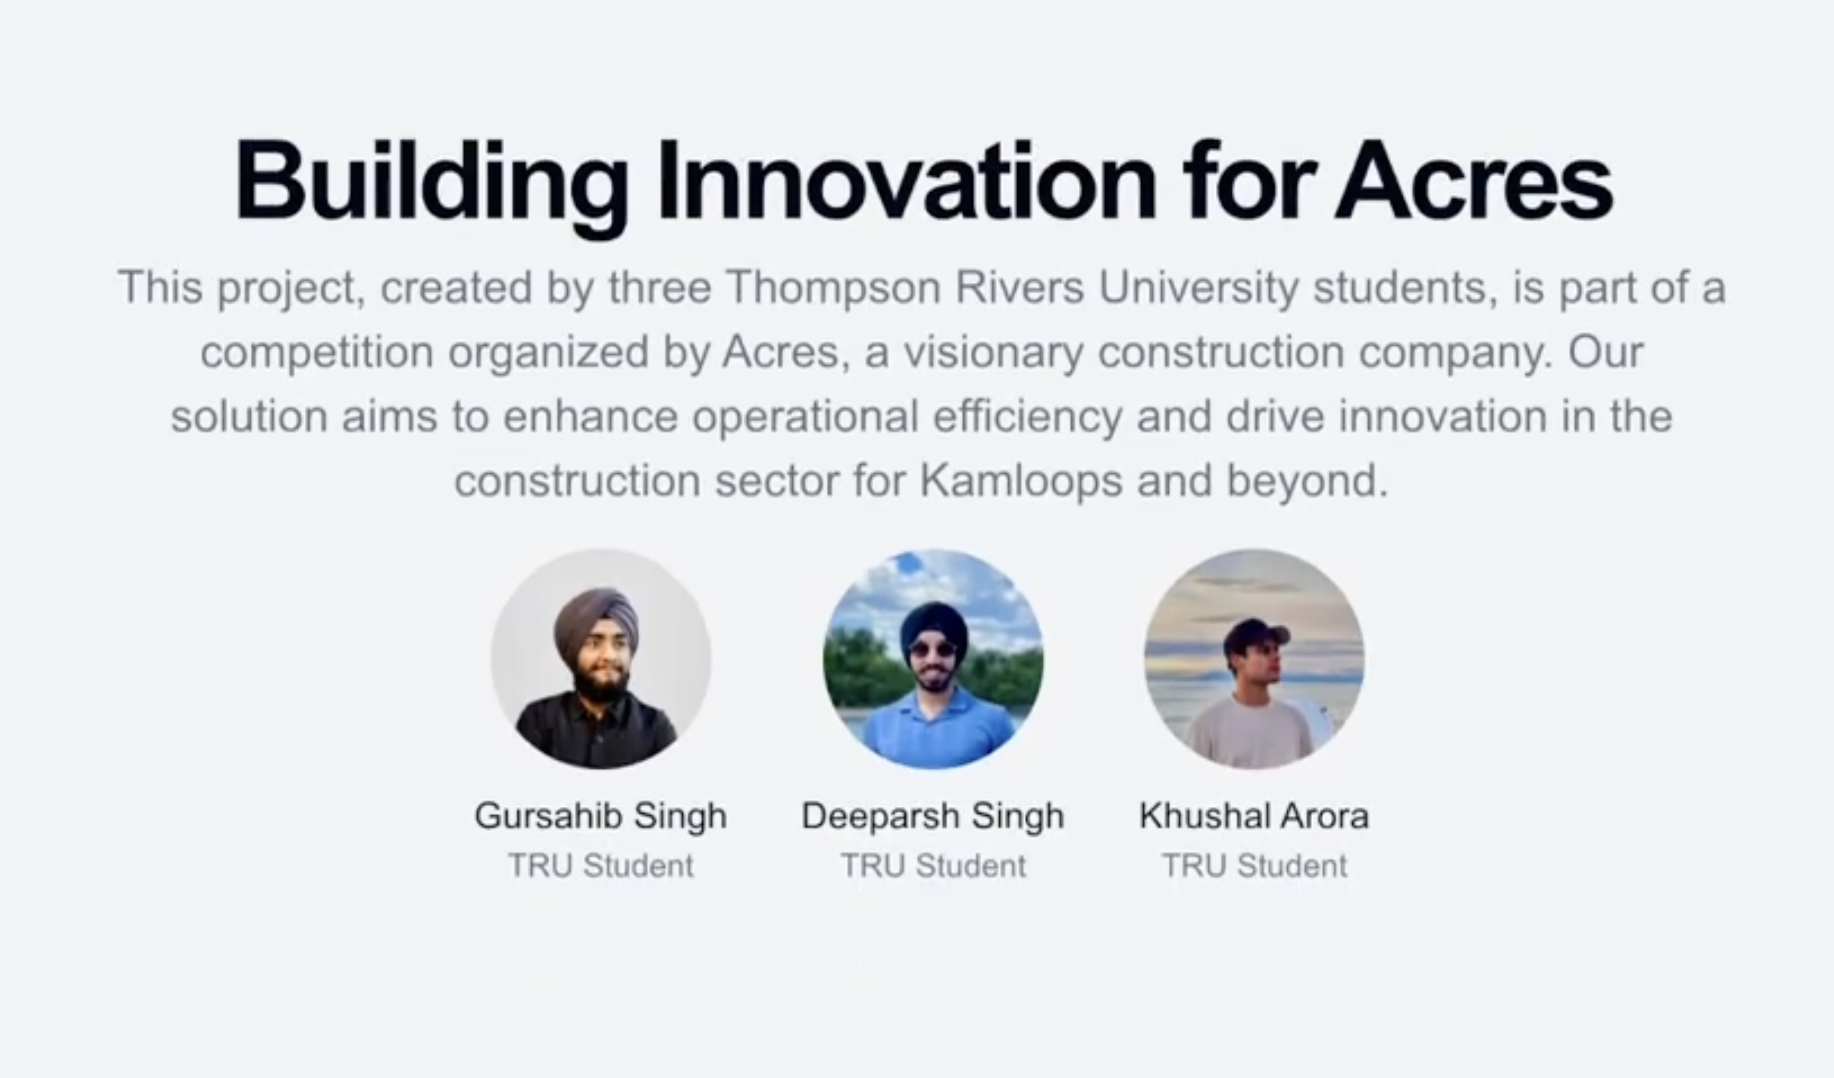 Building Innovation for Acres
This project, created by three Thompson Rivers University students, is part of a
competition organized by Acres, a visionary construction company. Our
solution aims to enhance operational efficiency and drive innovation in the
construction sector for Kamloops and beyond.
Gursahib Singh
Deeparsh Singh
Khushal Arora
TRU Student
TRU Student
TRU Student